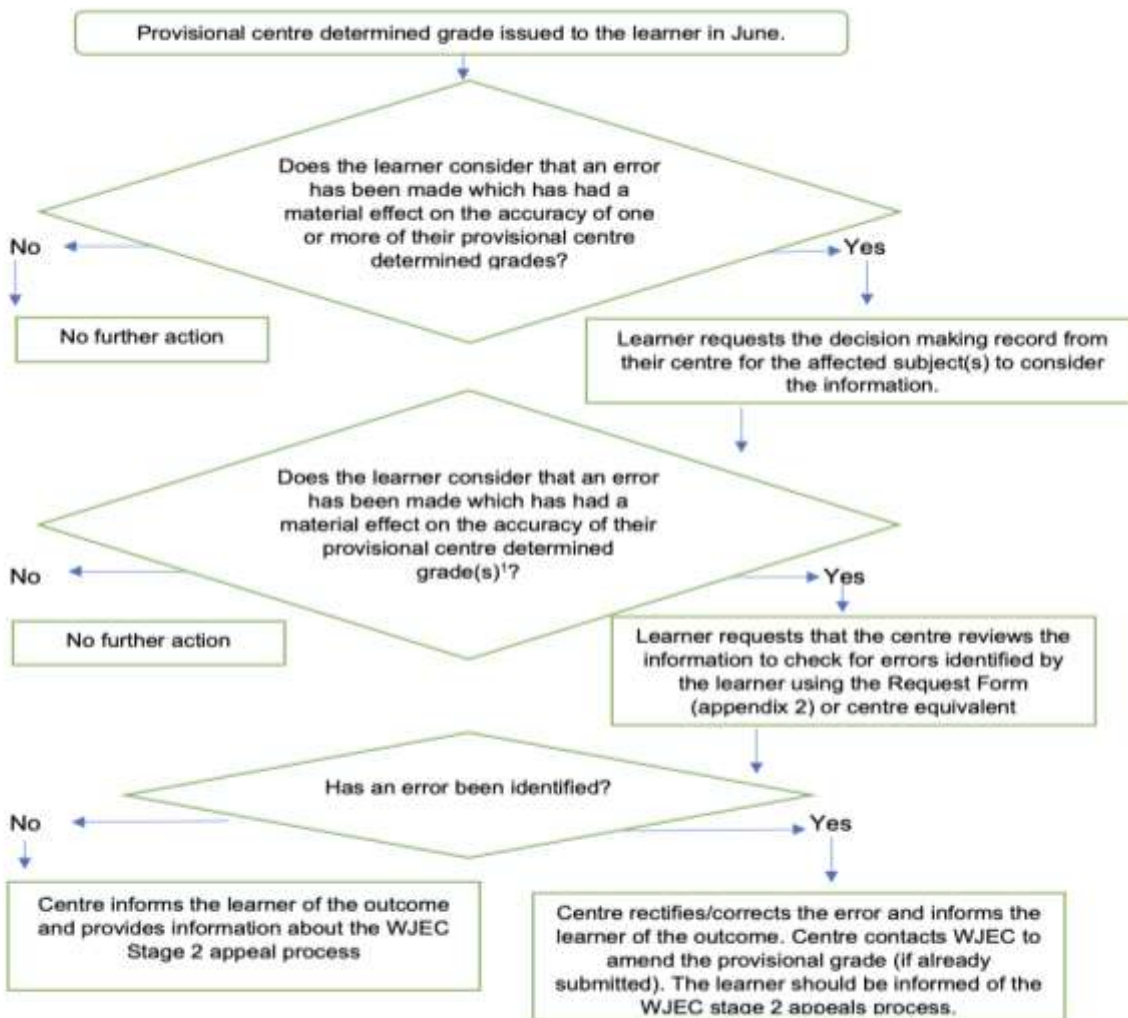 Provisional centre determined grade issued to the learner in June.
Does the learner consider that an error
has been made which has had a
material effect on the accuracy of one
or more of their provisional centre
determined grades?
No
Yes
No further action
Learner requests the decision making record from
their centre for the affected subject(s) to consider
the information.
Does the learner consider that an error
has been made which has had a
material effect on the accuracy of their
provisional centre determined
grade(s)¹?
No
Yes
No further action
Learner requests that the centre reviews the
information to check for errors identified by
the learner using the Request Form
(appendix 2) or centre equivalent
Has an error been identified?
No
Yes
Centre informs the learner of the outcome
and provides information about the WJEC
Stage 2 appeal process
Centre rectifies/corrects the error and informs the
learner of the outcome. Centre contacts WJEC to
amend the provisional grade (if already
submitted). The learner should be informed of the
WJEC stage 2 appeals process.